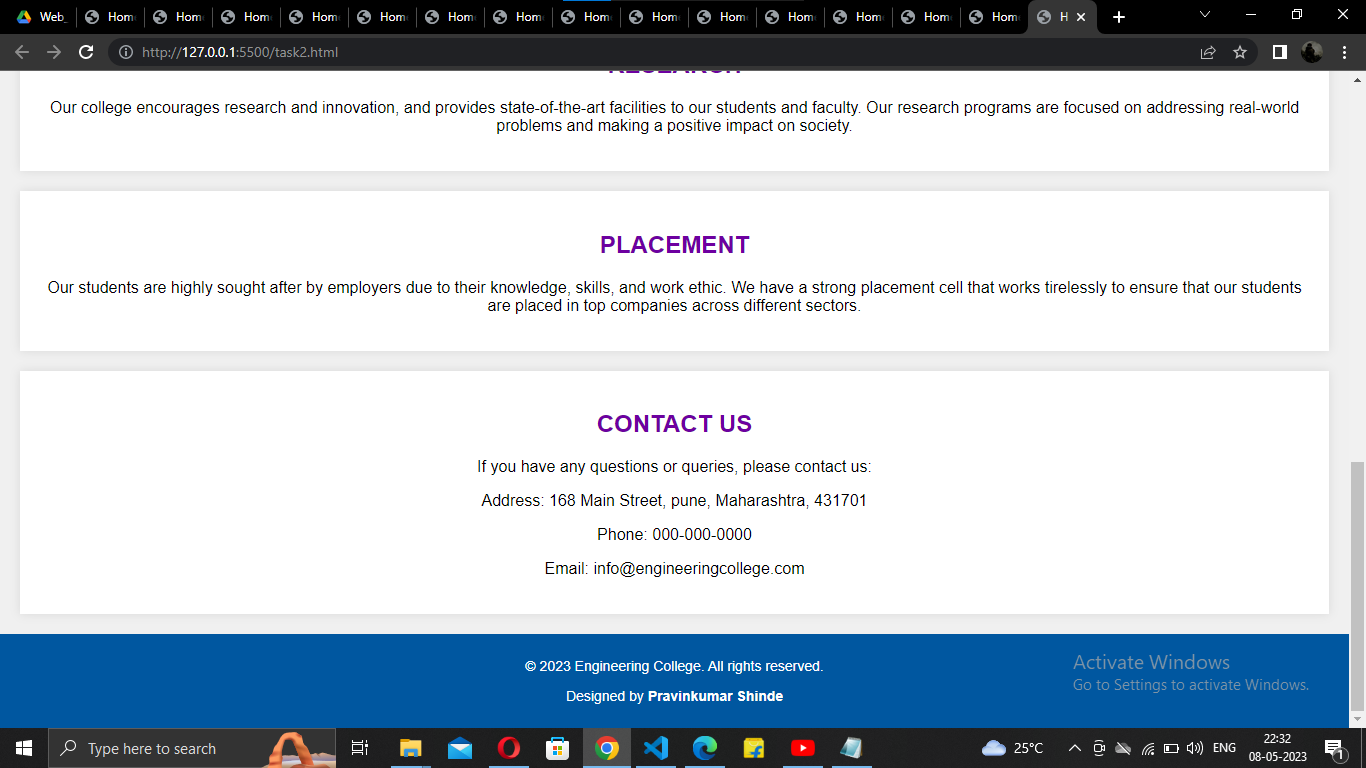 Web_
Hom
Hom
Hom
Hom
Hom
Hom
Hom
Hom
Hom
Hom
Hom
Hom
Hom
Hom
H
http://127.0.0.1:5500/task2.html
RESEARCH
Our college encourages research and innovation, and provides state-of-the-art facilities to our students and faculty. Our research programs are focused on addressing real-world
problems and making a positive impact on society.
PLACEMENT
Our students are highly sought after by employers due to their knowledge, skills, and work ethic. We have a strong placement cell that works tirelessly to ensure that our students
are placed in top companies across different sectors.
CONTACT US
If you have any questions or queries, please contact us:
Address: 168 Main Street, pune, Maharashtra, 431701
Phone: 000-000-0000
Email: info@engineeringcollege.com
© 2023 Engineering College. All rights reserved.
Designed by Pravinkumar Shinde
Activate Windows
Go to Settings to activate Windows.
Type here to search
25°C
ENG
22:32
08-05-2023
1